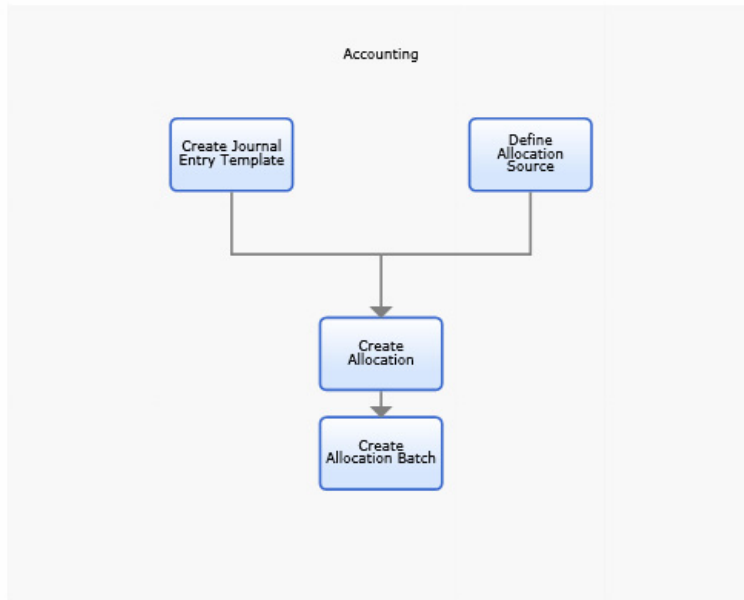 Accounting
Create Journal
Entry Template
Define
Allocation
Source
Create
Allocation
Create
Allocation Batch